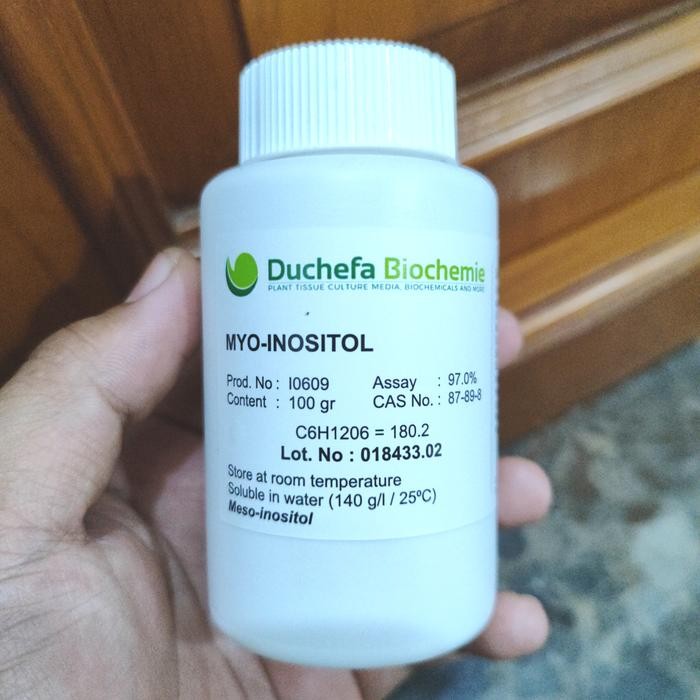 Duchefa Biochemie
PLANT TISSUE CULTURE MEDIA, BIOCHEMICALS AND MORE
MYO-INOSITOL
Prod. No : I0609 Assay : 97.0%
Content : 100 gr CAS No. : 87-89-8
C6H1206 = 180.2
Lot. No : 018433.02
Store at room temperature
Soluble in water (140 g/l / 25ºC)
Meso-inositol